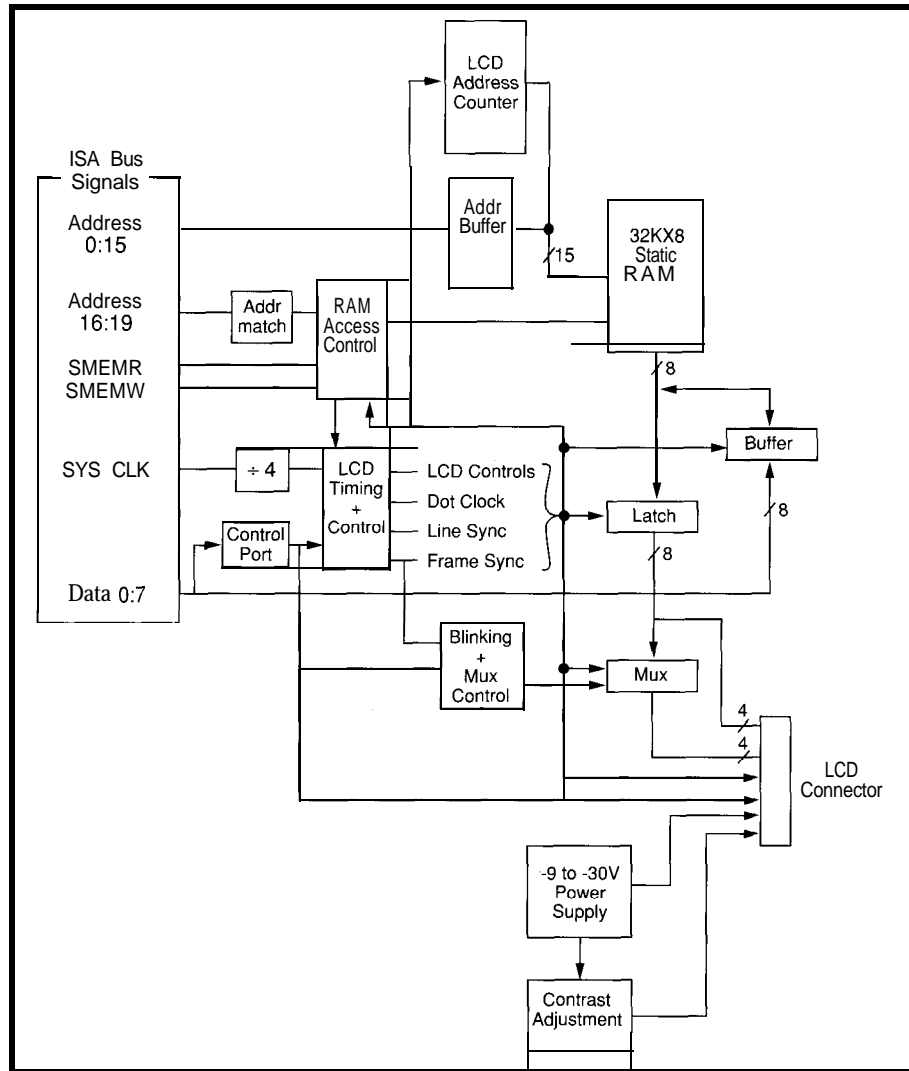 LCD
Address
Counter
ISA Bus
Signals
Address
0:15
Addr
Buffer
15
32KX8
Static
RAM
Address
16:19
Addr
match
RAM
Access
Control
SMEMR
SMEMW
8
Buffer
SYS CLK
÷ 4
LCD
Timing
+
Control
LCD Controls
Dot Clock
Line Sync
Frame Sync
Latch
8
8
Control
Port
Data 0:7
Blinking
+
Mux
Control
Mux
4
4
LCD
Connector
-9 to -30V
Power
Supply
Contrast
Adjustment